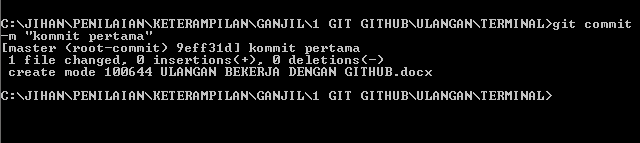 C:\JIHAN\PENILAIAN\KETERAMPILAN\GANJIL\1 GIT GITHUB\ULANGAN\TERMINAL>git commit
-m "kommit pertama"
[master (root-commit) 9eff31d] kommit pertama
 1 file changed, 0 insertions(+), 0 deletions(-)
 create mode 100644 ULANGAN BEKERJA DENGAN GITHUB.docx
C:\JIHAN\PENILAIAN\KETERAMPILAN\GANJIL\1 GIT GITHUB\ULANGAN\TERMINAL>